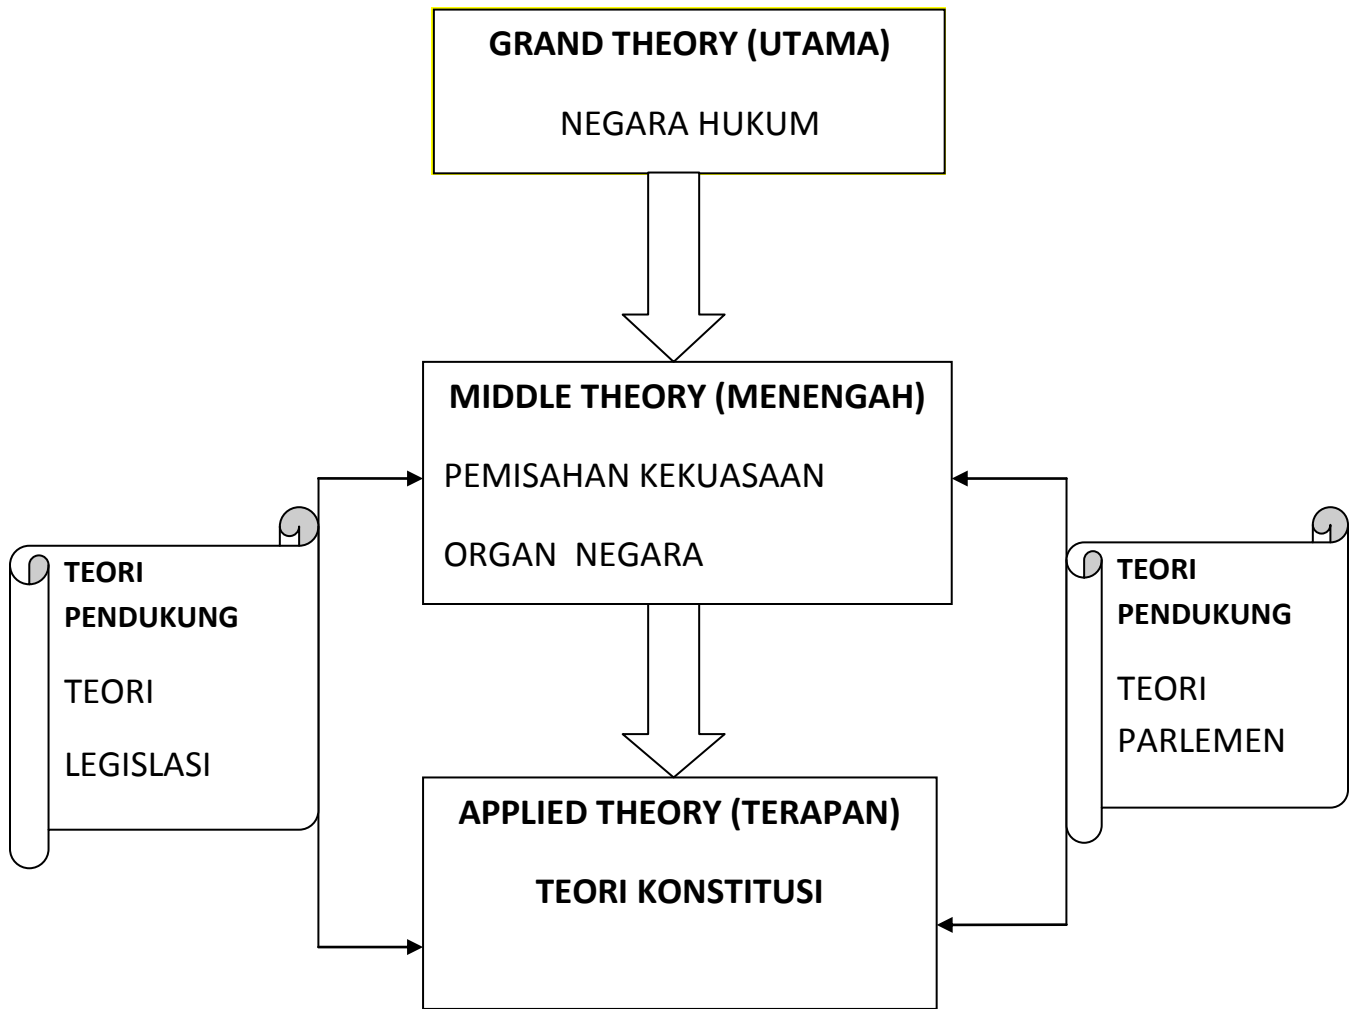 GRAND THEORY (UTAMA)
NEGARA HUKUM
MIDDLE THEORY (MENENGAH)
PEMISAHAN KEKUASAAN
ORGAN NEGARA
TEORI
PENDUKUNG
TEORI
LEGISLASI
TEORI
PENDUKUNG
TEORI
PARLEMEN
APPLIED THEORY (TERAPAN)
TEORI KONSTITUSI